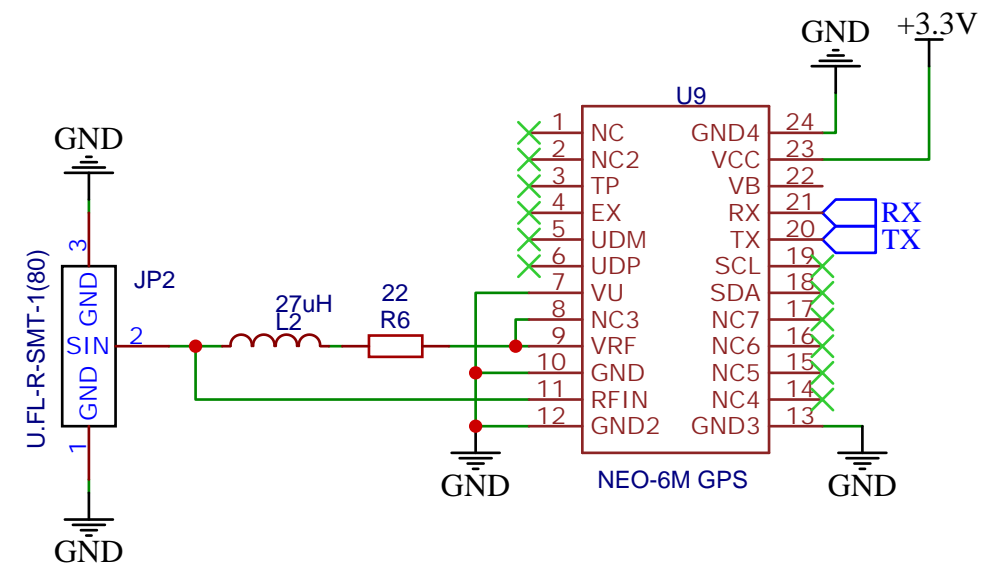 GND
+3.3V
U9
GND
1 NC
2 NC2
3 TP
4 EX
5 UDM
6 UDP
7 VU
8 NC3
9 VRF
10 GND
11 RFIN
12 GND2
GND4 24
VCC 23
VB 22
RX 21
TX 20
SCL 19
SDA 18
NC7 17
NC6 16
NC5 15
NC4 14
GND3 13
RX
TX
3
GND
SIN
GND
2
1
JP2
U.FL-R-SMT-1(80)
27uH
L2
22
R6
NEO-6M GPS
GND
GND
GND